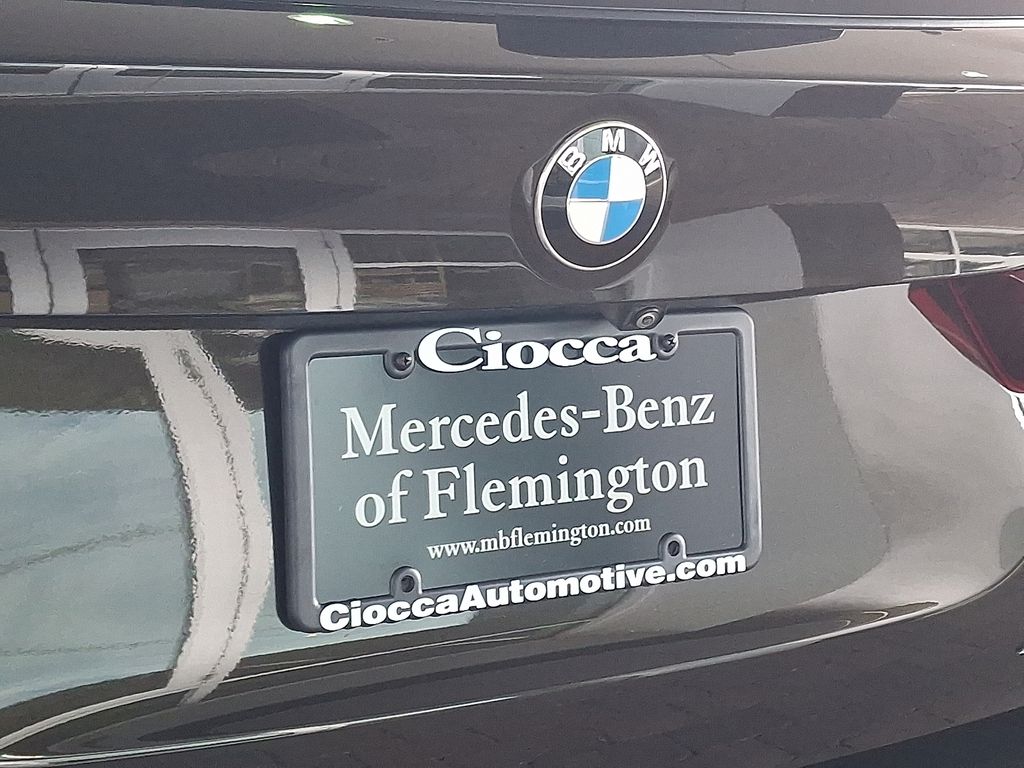 BMW
Ciocca
Mercedes-Benz
of Flemington
www.mbflemington.com
CioccaAutomotive.com